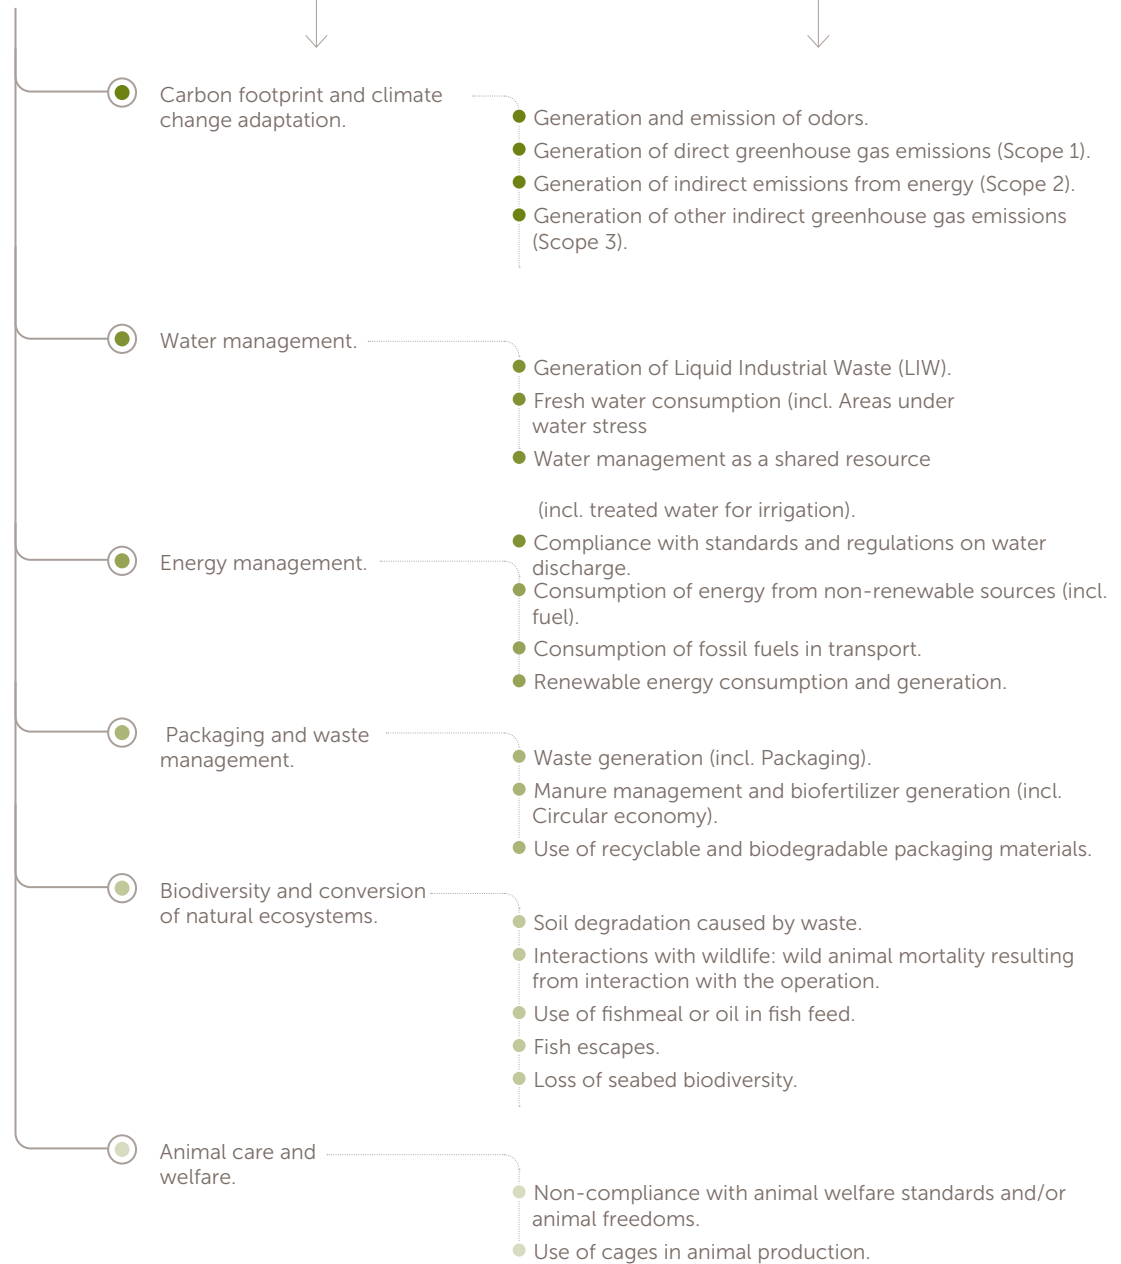 Carbon footprint and climate
change adaptation.
Generation and emission of odors.
Generation of direct greenhouse gas emissions (Scope 1).
Generation of indirect emissions from energy (Scope 2).
Generation of other indirect greenhouse gas emissions
(Scope 3).
Water management.
Generation of Liquid Industrial Waste (LIW).
Fresh water consumption (incl. Areas under
water stress
Water management as a shared resource
(incl. treated water for irrigation).
Compliance with standards and regulations on water
discharge.
Energy management.
Consumption of energy from non-renewable sources (incl.
fuel).
Consumption of fossil fuels in transport.
Renewable energy consumption and generation.
Packaging and waste
management.
Waste generation (incl. Packaging).
Manure management and biofertilizer generation (incl.
Circular economy).
Use of recyclable and biodegradable packaging materials.
Biodiversity and conversion
of natural ecosystems.
Soil degradation caused by waste.
Interactions with wildlife: wild animal mortality resulting
from interaction with the operation.
Use of fishmeal or oil in fish feed.
Fish escapes.
Loss of seabed biodiversity.
Animal care and
welfare.
Non-compliance with animal welfare standards and/or
animal freedoms.
Use of cages in animal production.